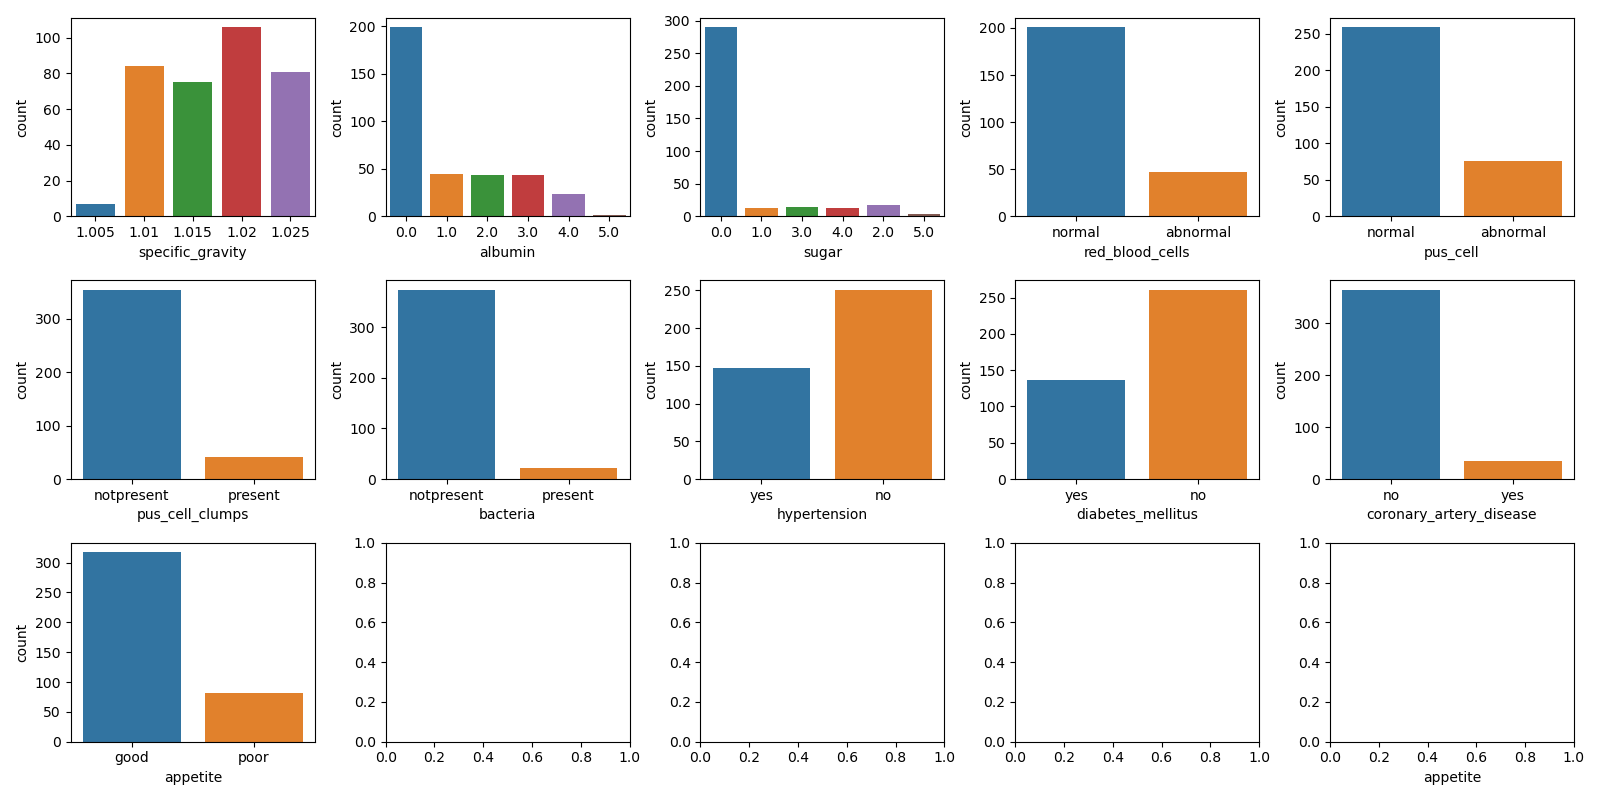 100
80
60
40
20
0
count
1.005 1.01 1.015 1.02 1.025
specific_gravity
200
150
100
50
0
count
0.0 1.0 2.0 3.0 4.0 5.0
albumin
300
250
200
150
100
50
0
count
0.0 1.0 3.0 4.0 2.0 5.0
sugar
200
150
100
50
0
count
normal abnormal
red_blood_cells
250
200
150
100
50
0
count
normal abnormal
pus_cell
300
200
100
0
count
notpresent present
pus_cell_clumps
300
200
100
0
count
notpresent present
bacteria
250
200
150
100
50
0
count
yes no
hypertension
250
200
150
100
50
0
count
yes no
diabetes_mellitus
300
200
100
0
count
no yes
coronary_artery_disease
300
250
200
150
100
50
0
count
good poor
appetite
1.0
0.8
0.6
0.4
0.2
0.0
0.0 0.2 0.4 0.6 0.8 1.0
1.0
0.8
0.6
0.4
0.2
0.0
0.0 0.2 0.4 0.6 0.8 1.0
1.0
0.8
0.6
0.4
0.2
0.0
0.0 0.2 0.4 0.6 0.8 1.0
1.0
0.8
0.6
0.4
0.2
0.0
0.0 0.2 0.4 0.6 0.8 1.0
appetite